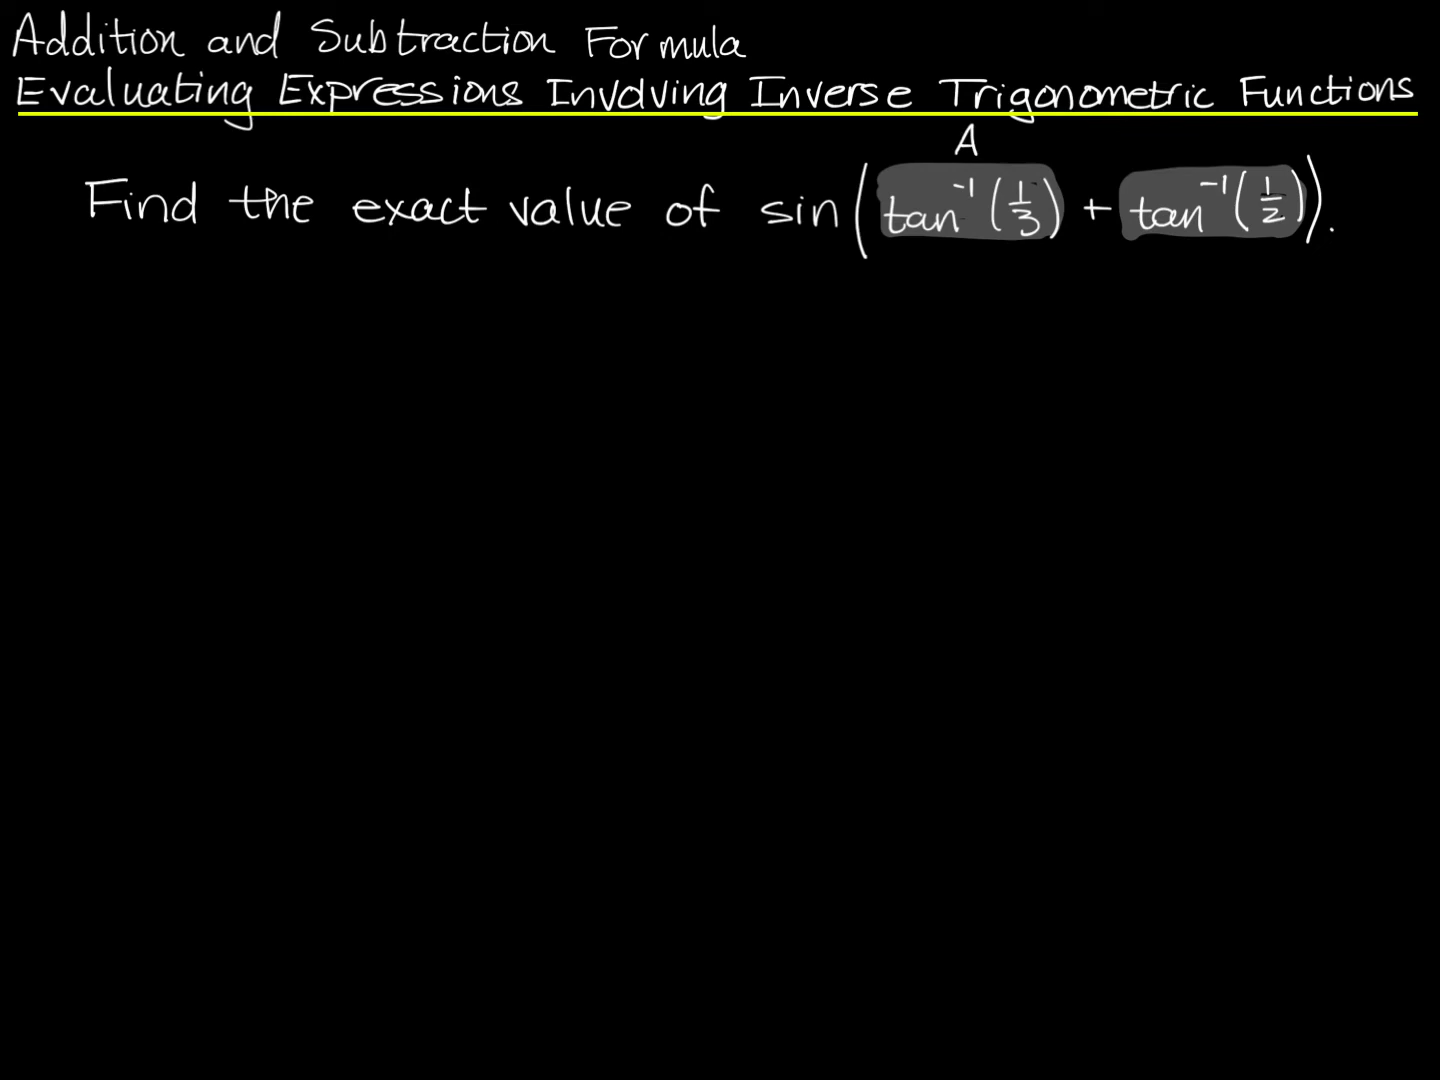 Addition and Subtraction Formula
Evaluating Expressions Involving Inverse Trigonometric Functions
A
Find the exact value of sin(tan⁻¹(1/3) + tan⁻¹(1/2)).